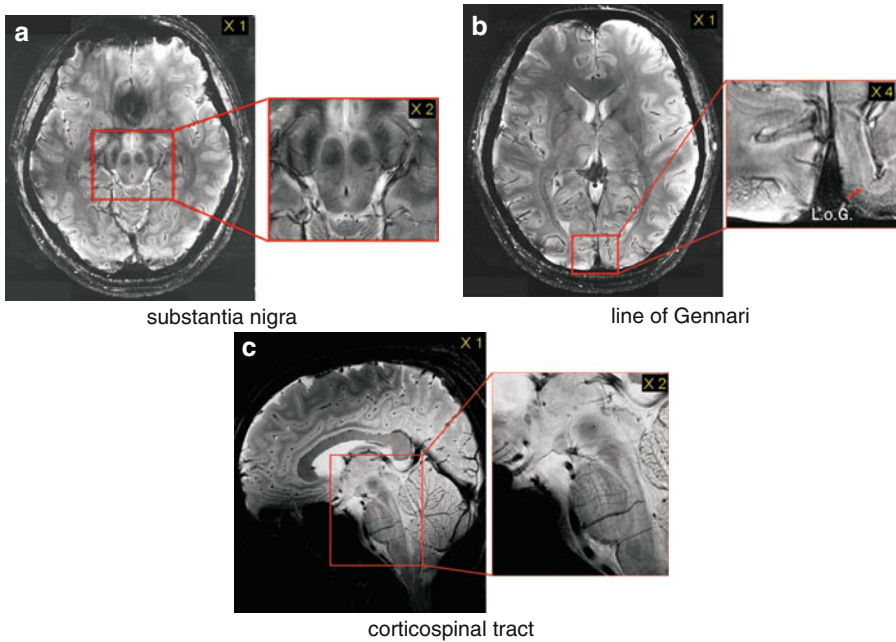 a
X 1
X 2
substantia nigra
b
X 1
X 4
L.o.G.
line of Gennari
c
X 1
X 2
corticospinal tract